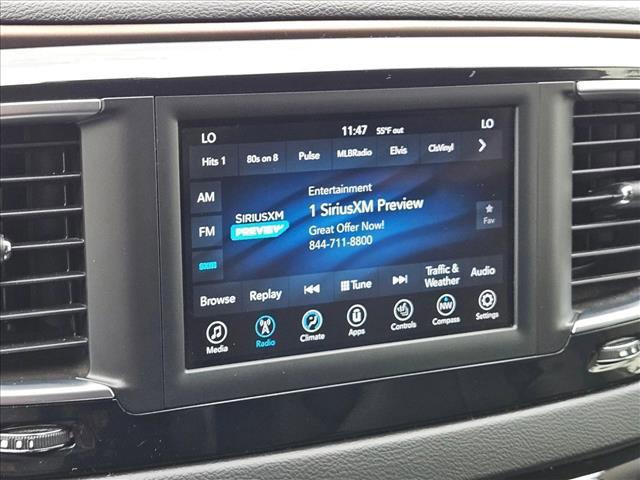 LO 11:47 55°F out LO
Hits 1 80s on 8 Pulse MLBRadio Elvis ClsVinyl
AM
FM
SIRIUSXM
PREVIEW
Entertainment
1 SiriusXM Preview
Great Offer Now!
844-711-8800
Fav
Browse Replay Tune Traffic & Weather Audio
Media Radio Climate Apps Controls NW Compass Settings